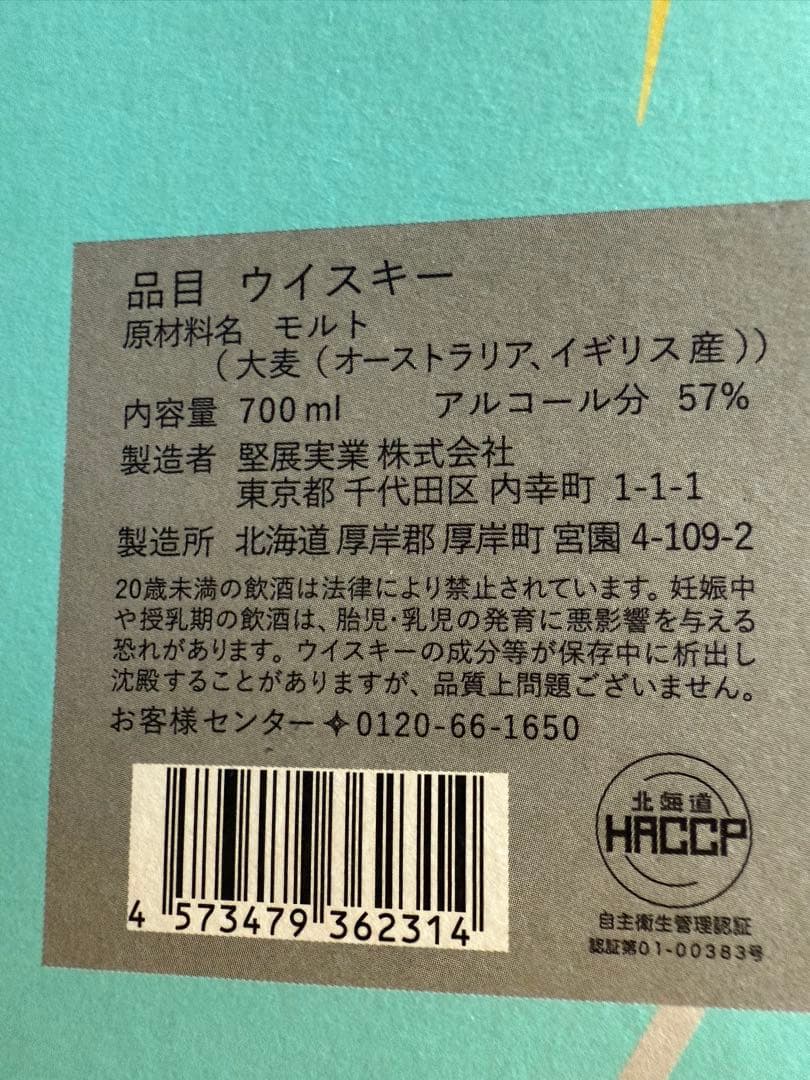 品目 ウイスキー
原材料名 モルト
（大麦（オーストラリア、イギリス産））
内容量 700ml アルコール分 57%
製造者 堅展実業 株式会社
東京都 千代田区 内幸町 1-1-1
製造所 北海道 厚岸郡 厚岸町 宮園 4-109-2
20歳未満の飲酒は法律により禁止されています。妊娠中
や授乳期の飲酒は、胎児・乳児の発育に悪影響を与える
恐れがあります。ウイスキーの成分等が保存中に析出し
沈殿することがありますが、品質上問題ございません。
お客様センター✧0120-66-1650
4 573479 362314
北海道
HACCP
自主衛生管理認証
認証第01-00383号